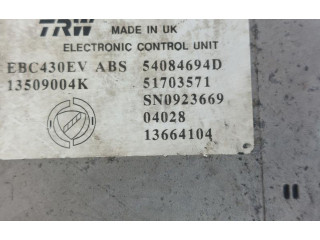 TRW MADE IN UK
ELECTRONIC CONTROL UNIT
EBC430EV ABS 54084694D
13509004K 51703571
SN0923669
04028
13664104